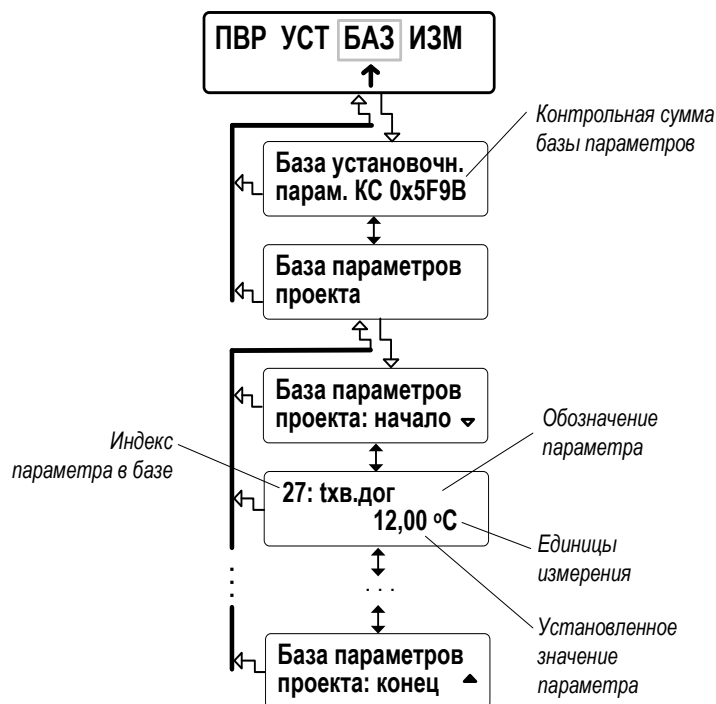 ПВР УСТ БАЗ ИЗМ
Контрольная сумма
базы параметров
База установочн.
парам. КС 0x5F9B
База параметров
проекта
База параметров
проекта: начало
Обозначение
параметра
Индекс
параметра в базе
27: tхв.дог
12,00 ºC
Единицы
измерения
. . .
Установленное
значение
параметра
База параметров
проекта: конец